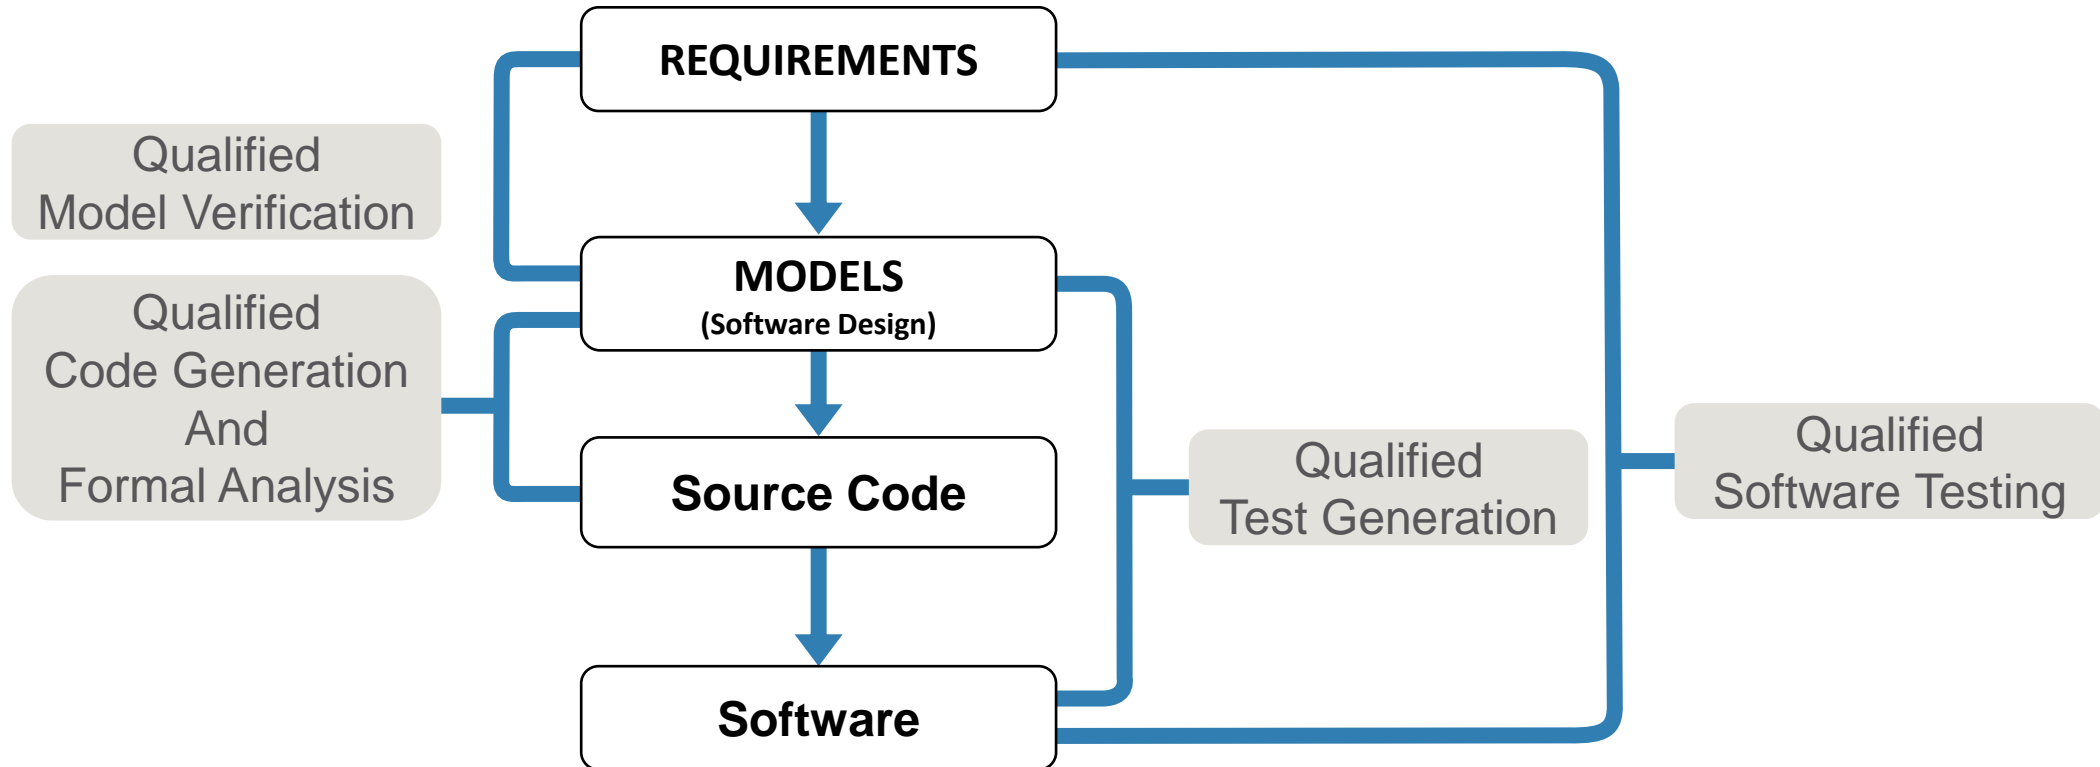 REQUIREMENTS
Qualified
Model Verification
MODELS
(Software Design)
Qualified
Code Generation
And
Formal Analysis
Source Code
Qualified
Test Generation
Qualified
Software Testing
Software